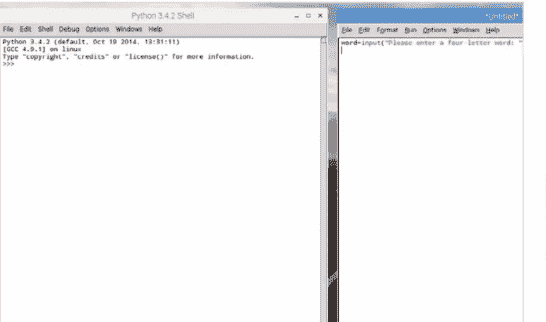 Python 3.4.2 Shell
File Edit Shell Debug Options Windows Help
Python 3.4.2 (default, Oct 19 2014, 13:31:11)
[GCC 4.9.1] on linux
Type "copyright", "credits" or "license()" for more information.
>>>
*Untitled*
File Edit Format Run Options Windows Help
word=input("Please enter a four letter word: "